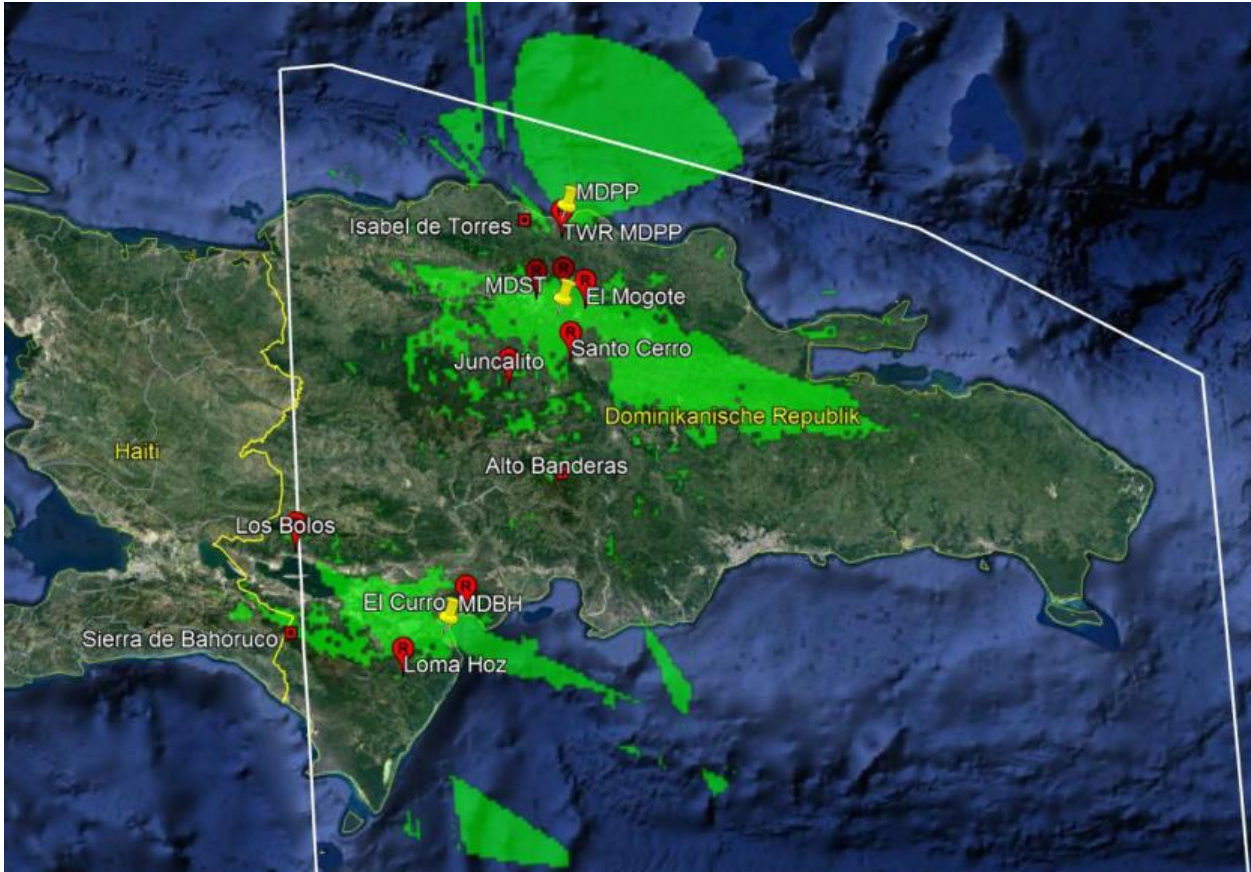 MDPP
Isabel de Torres
TWR MDPP
MDST
El Mogote
Santo Cerro
Juncalito
Dominikanische Republik
Haiti
Alto Banderas
Los Bolos
El Curro
MDBH
Sierra de Bahoruco
Loma Hoz